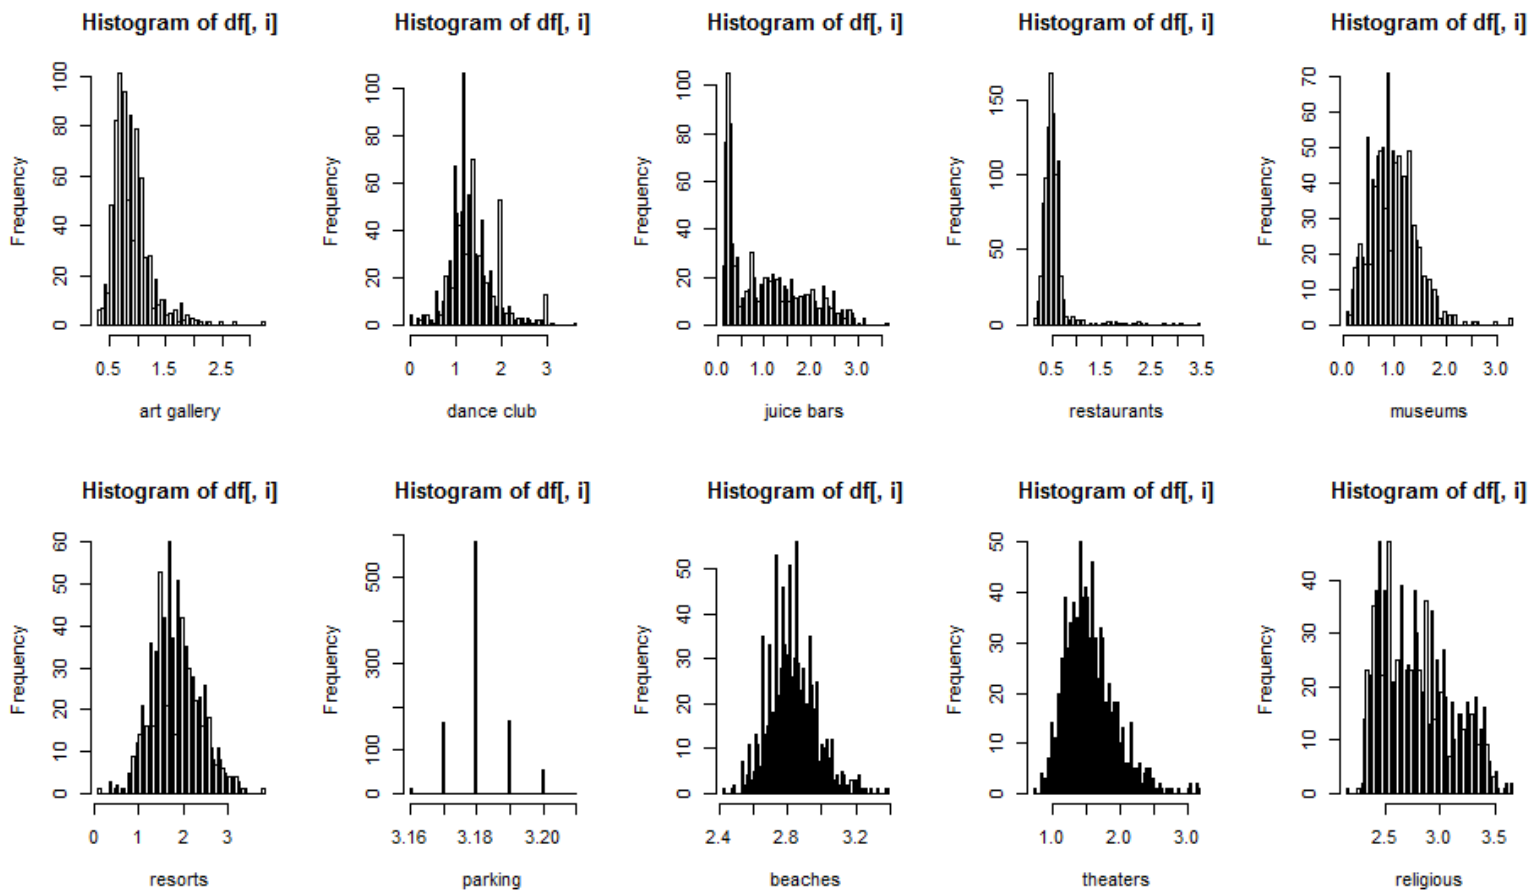 Histogram of df[, i] Histogram of df[, i] Histogram of df[, i] Histogram of df[, i] Histogram of df[, i]
Frequency 0 20 40 60 80 100 0.5 1.5 2.5 art gallery
Frequency 0 20 40 60 80 100 0 1 2 3 dance club
Frequency 0 20 40 60 80 100 0.0 1.0 2.0 3.0 juice bars
Frequency 0 50 100 150 0.5 1.5 2.5 3.5 restaurants
Frequency 0 10 20 30 40 50 60 70 0.0 1.0 2.0 3.0 museums
Histogram of df[, i] Histogram of df[, i] Histogram of df[, i] Histogram of df[, i] Histogram of df[, i]
Frequency 0 10 20 30 40 50 60 0 1 2 3 resorts
Frequency 0 100 300 500 3.16 3.18 3.20 parking
Frequency 0 10 20 30 40 50 2.4 2.8 3.2 beaches
Frequency 0 10 20 30 40 50 1.0 2.0 3.0 theaters
Frequency 0 10 20 30 40 2.5 3.0 3.5 religious